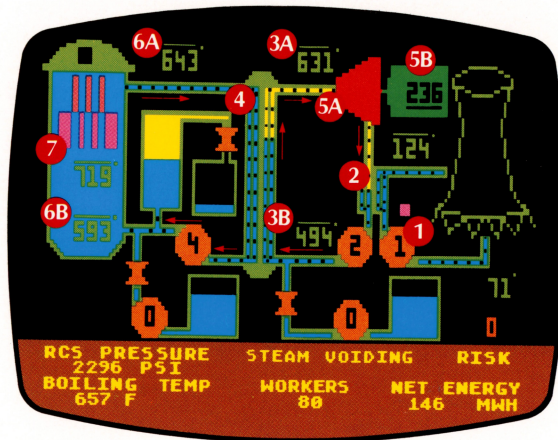 6A 3A 5B
643° 631°
236
4 5A
124°
7 2
719°
6B 3B 1
593° 4 494° 2 1
71°
0 0 0
RCS PRESSURE STEAM VOIDING RISK
2296 PSI
BOILING TEMP WORKERS NET ENERGY
657 F 80 146 MWH